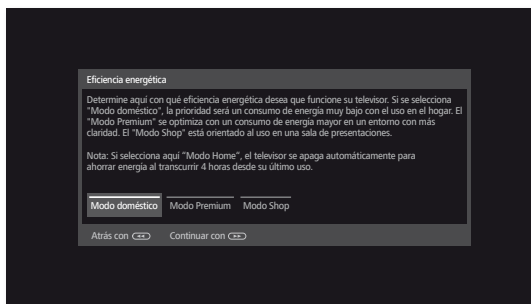 Eficiencia energética
Determine aquí con qué eficiencia energética desea que funcione su televisor. Si se selecciona
"Modo doméstico", la prioridad será un consumo de energía muy bajo con el uso en el hogar. El
"Modo Premium" se optimiza con un consumo de energía mayor en un entorno con más
claridad. El "Modo Shop" está orientado al uso en una sala de presentaciones.
Nota: Si selecciona aquí "Modo Home", el televisor se apaga automáticamente para
ahorrar energía al transcurrir 4 horas desde su último uso.
Modo doméstico Modo Premium Modo Shop
Atrás con Continuar con